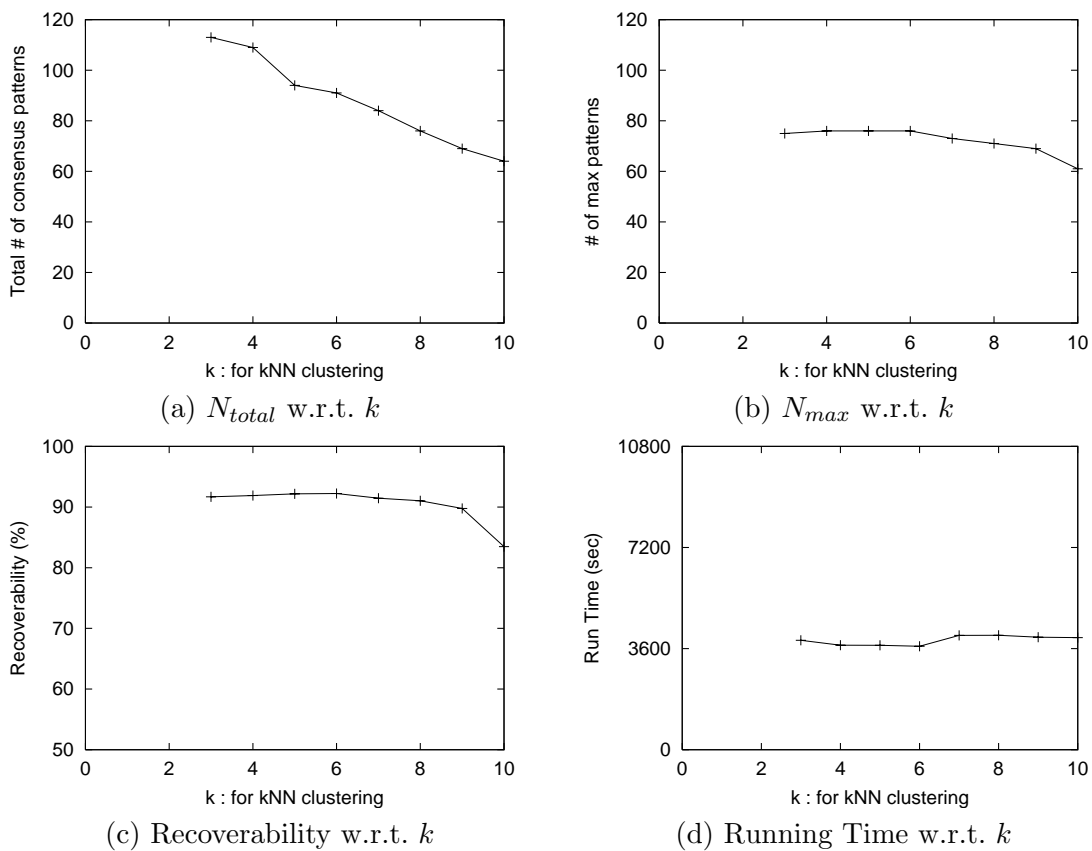 120
100
80
60
40
20
0
Total # of consensus patterns
0 2 4 6 8 10
k : for kNN clustering
(a) N_total w.r.t. k
120
100
80
60
40
20
0
# of max patterns
0 2 4 6 8 10
k : for kNN clustering
(b) N_max w.r.t. k
100
90
80
70
60
50
Recoverability (%)
0 2 4 6 8 10
k : for kNN clustering
(c) Recoverability w.r.t. k
10800
7200
3600
0
Run Time (sec)
0 2 4 6 8 10
k : for kNN clustering
(d) Running Time w.r.t. k